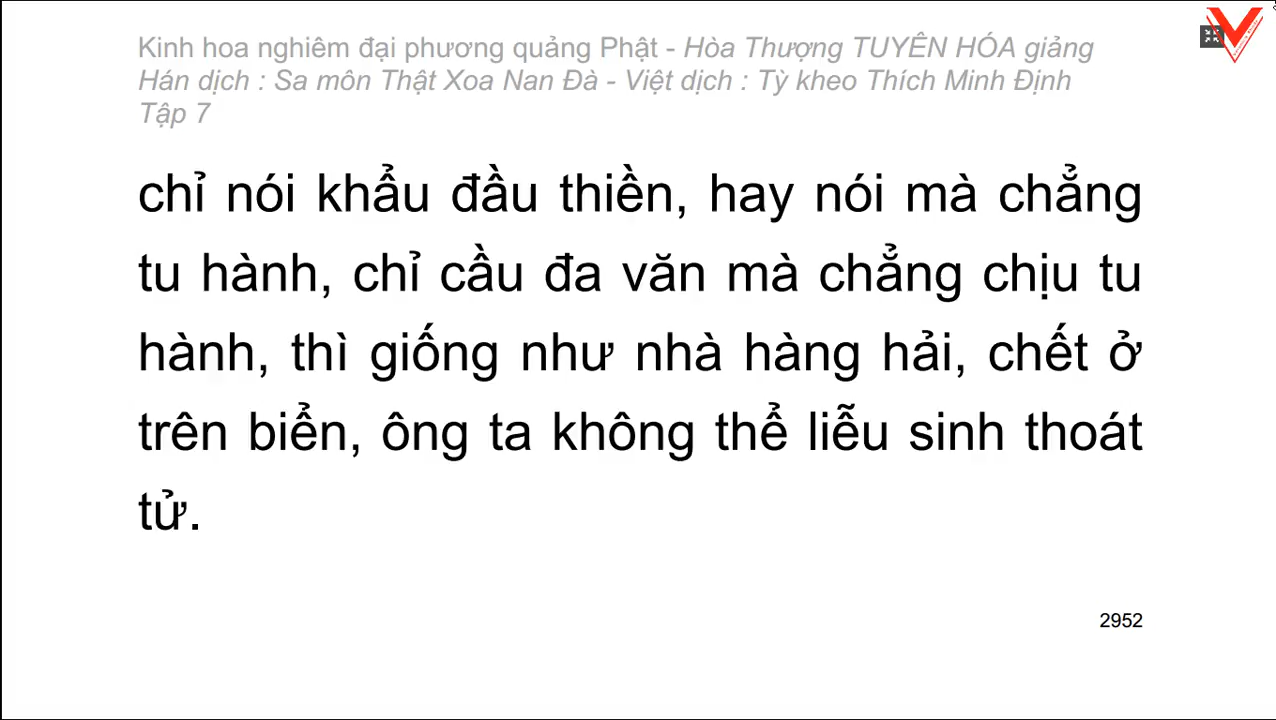 Kinh hoa nghiêm đại phương quảng Phật - Hòa Thượng TUYÊN HÓA giảng
Hán dịch : Sa môn Thật Xoa Nan Đà - Việt dịch : Tỳ kheo Thích Minh Định
Tập 7
chỉ nói khẩu đầu thiền, hay nói mà chẳng
tu hành, chỉ cầu đa văn mà chẳng chịu tu
hành, thì giống như nhà hàng hải, chết ở
trên biển, ông ta không thể liễu sinh thoát
tử.
2952